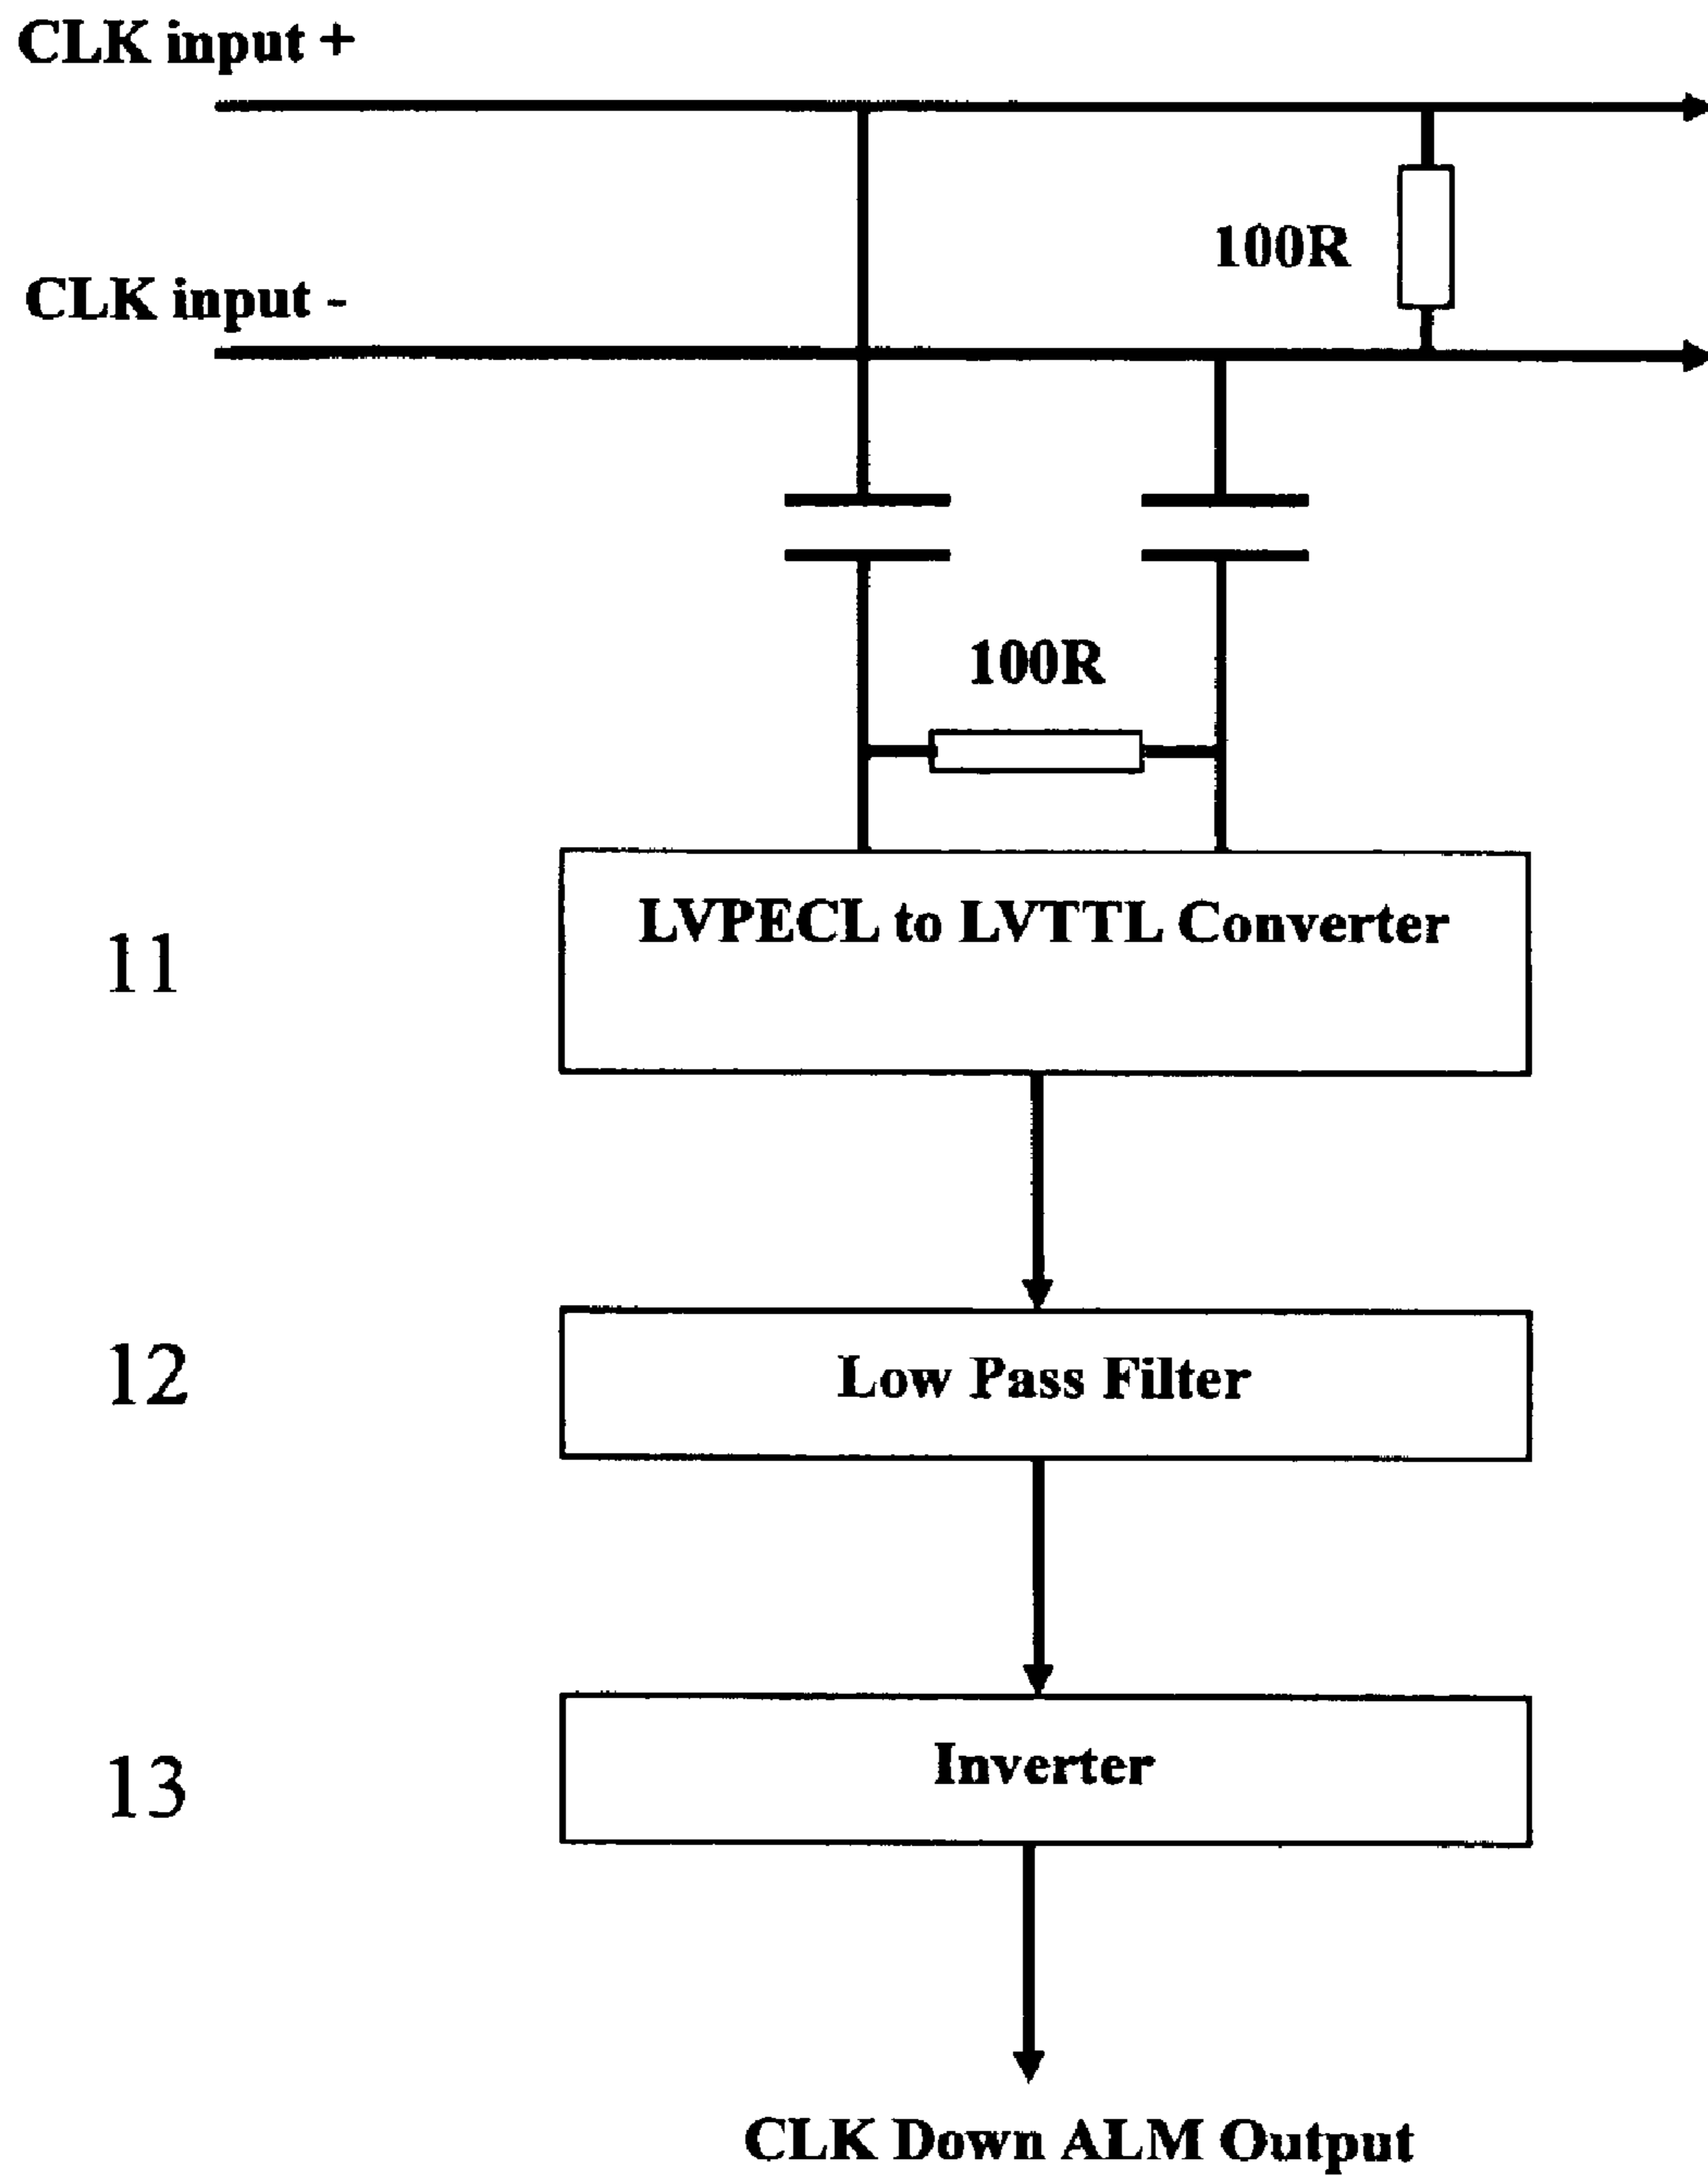 CLK input +
100R
CLK input -
100R
LVPECL to LVTTL Converter
11
Low Pass Filter
12
Inverter
13
CLK Down ALM Output